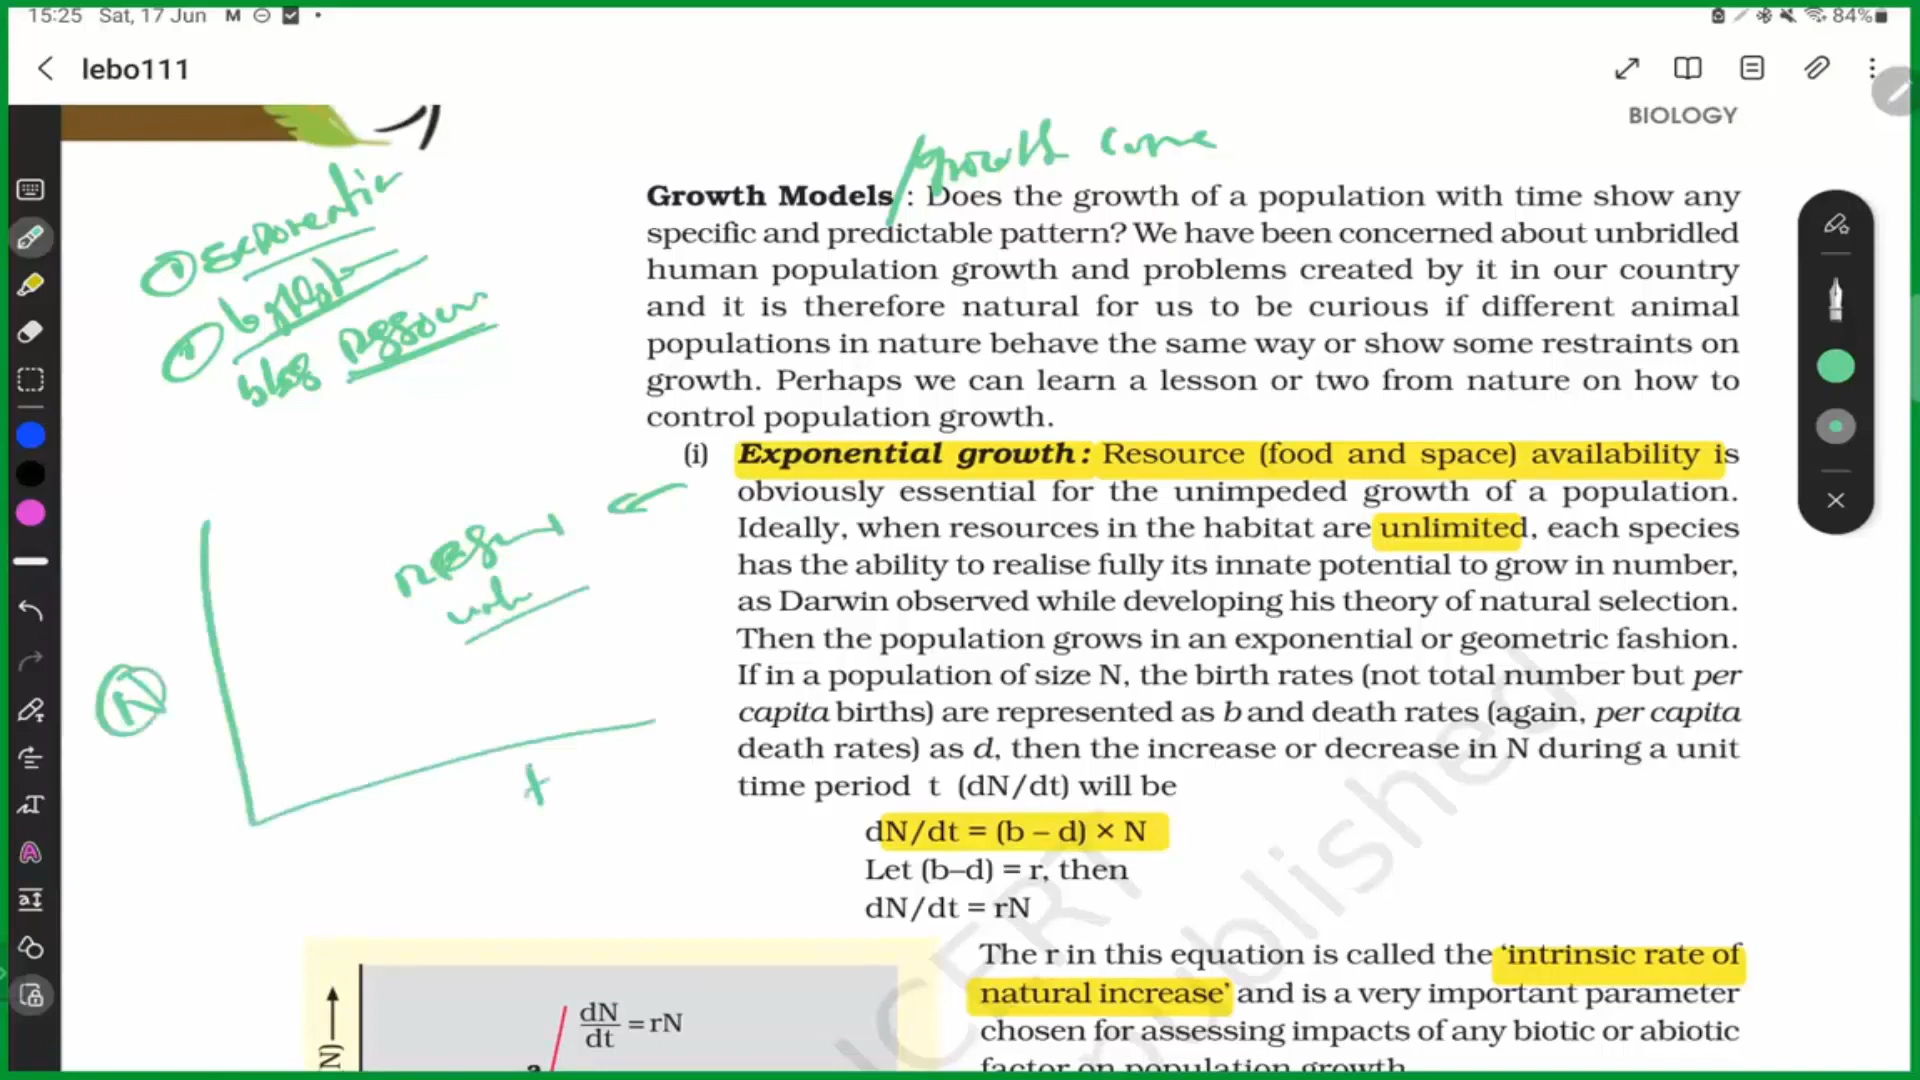 15:25 Sat, 17 Jun M
84%
lebo111
BIOLOGY
growth
Growth Models : Does the growth of a population with time show any
specific and predictable pattern? We have been concerned about unbridled
human population growth and problems created by it in our country
and it is therefore natural for us to be curious if different animal
populations in nature behave the same way or show some restraints on
growth. Perhaps we can learn a lesson or two from nature on how to
control population growth.
(i) Exponential growth: Resource (food and space) availability is
obviously essential for the unimpeded growth of a population.
Ideally, when resources in the habitat are unlimited, each species
has the ability to realise fully its innate potential to grow in number,
as Darwin observed while developing his theory of natural selection.
Then the population grows in an exponential or geometric fashion.
If in a population of size N, the birth rates (not total number but per
capita births) are represented as b and death rates (again, per capita
death rates) as d, then the increase or decrease in N during a unit
time period t (dN/dt) will be
dN/dt = (b – d) × N
Let (b–d) = r, then
dN/dt = rN
The r in this equation is called the ‘intrinsic rate of
natural increase’ and is a very important parameter
chosen for assessing impacts of any biotic or abiotic
factor on population growth.
N
t
dN/dt = rN
a
N)